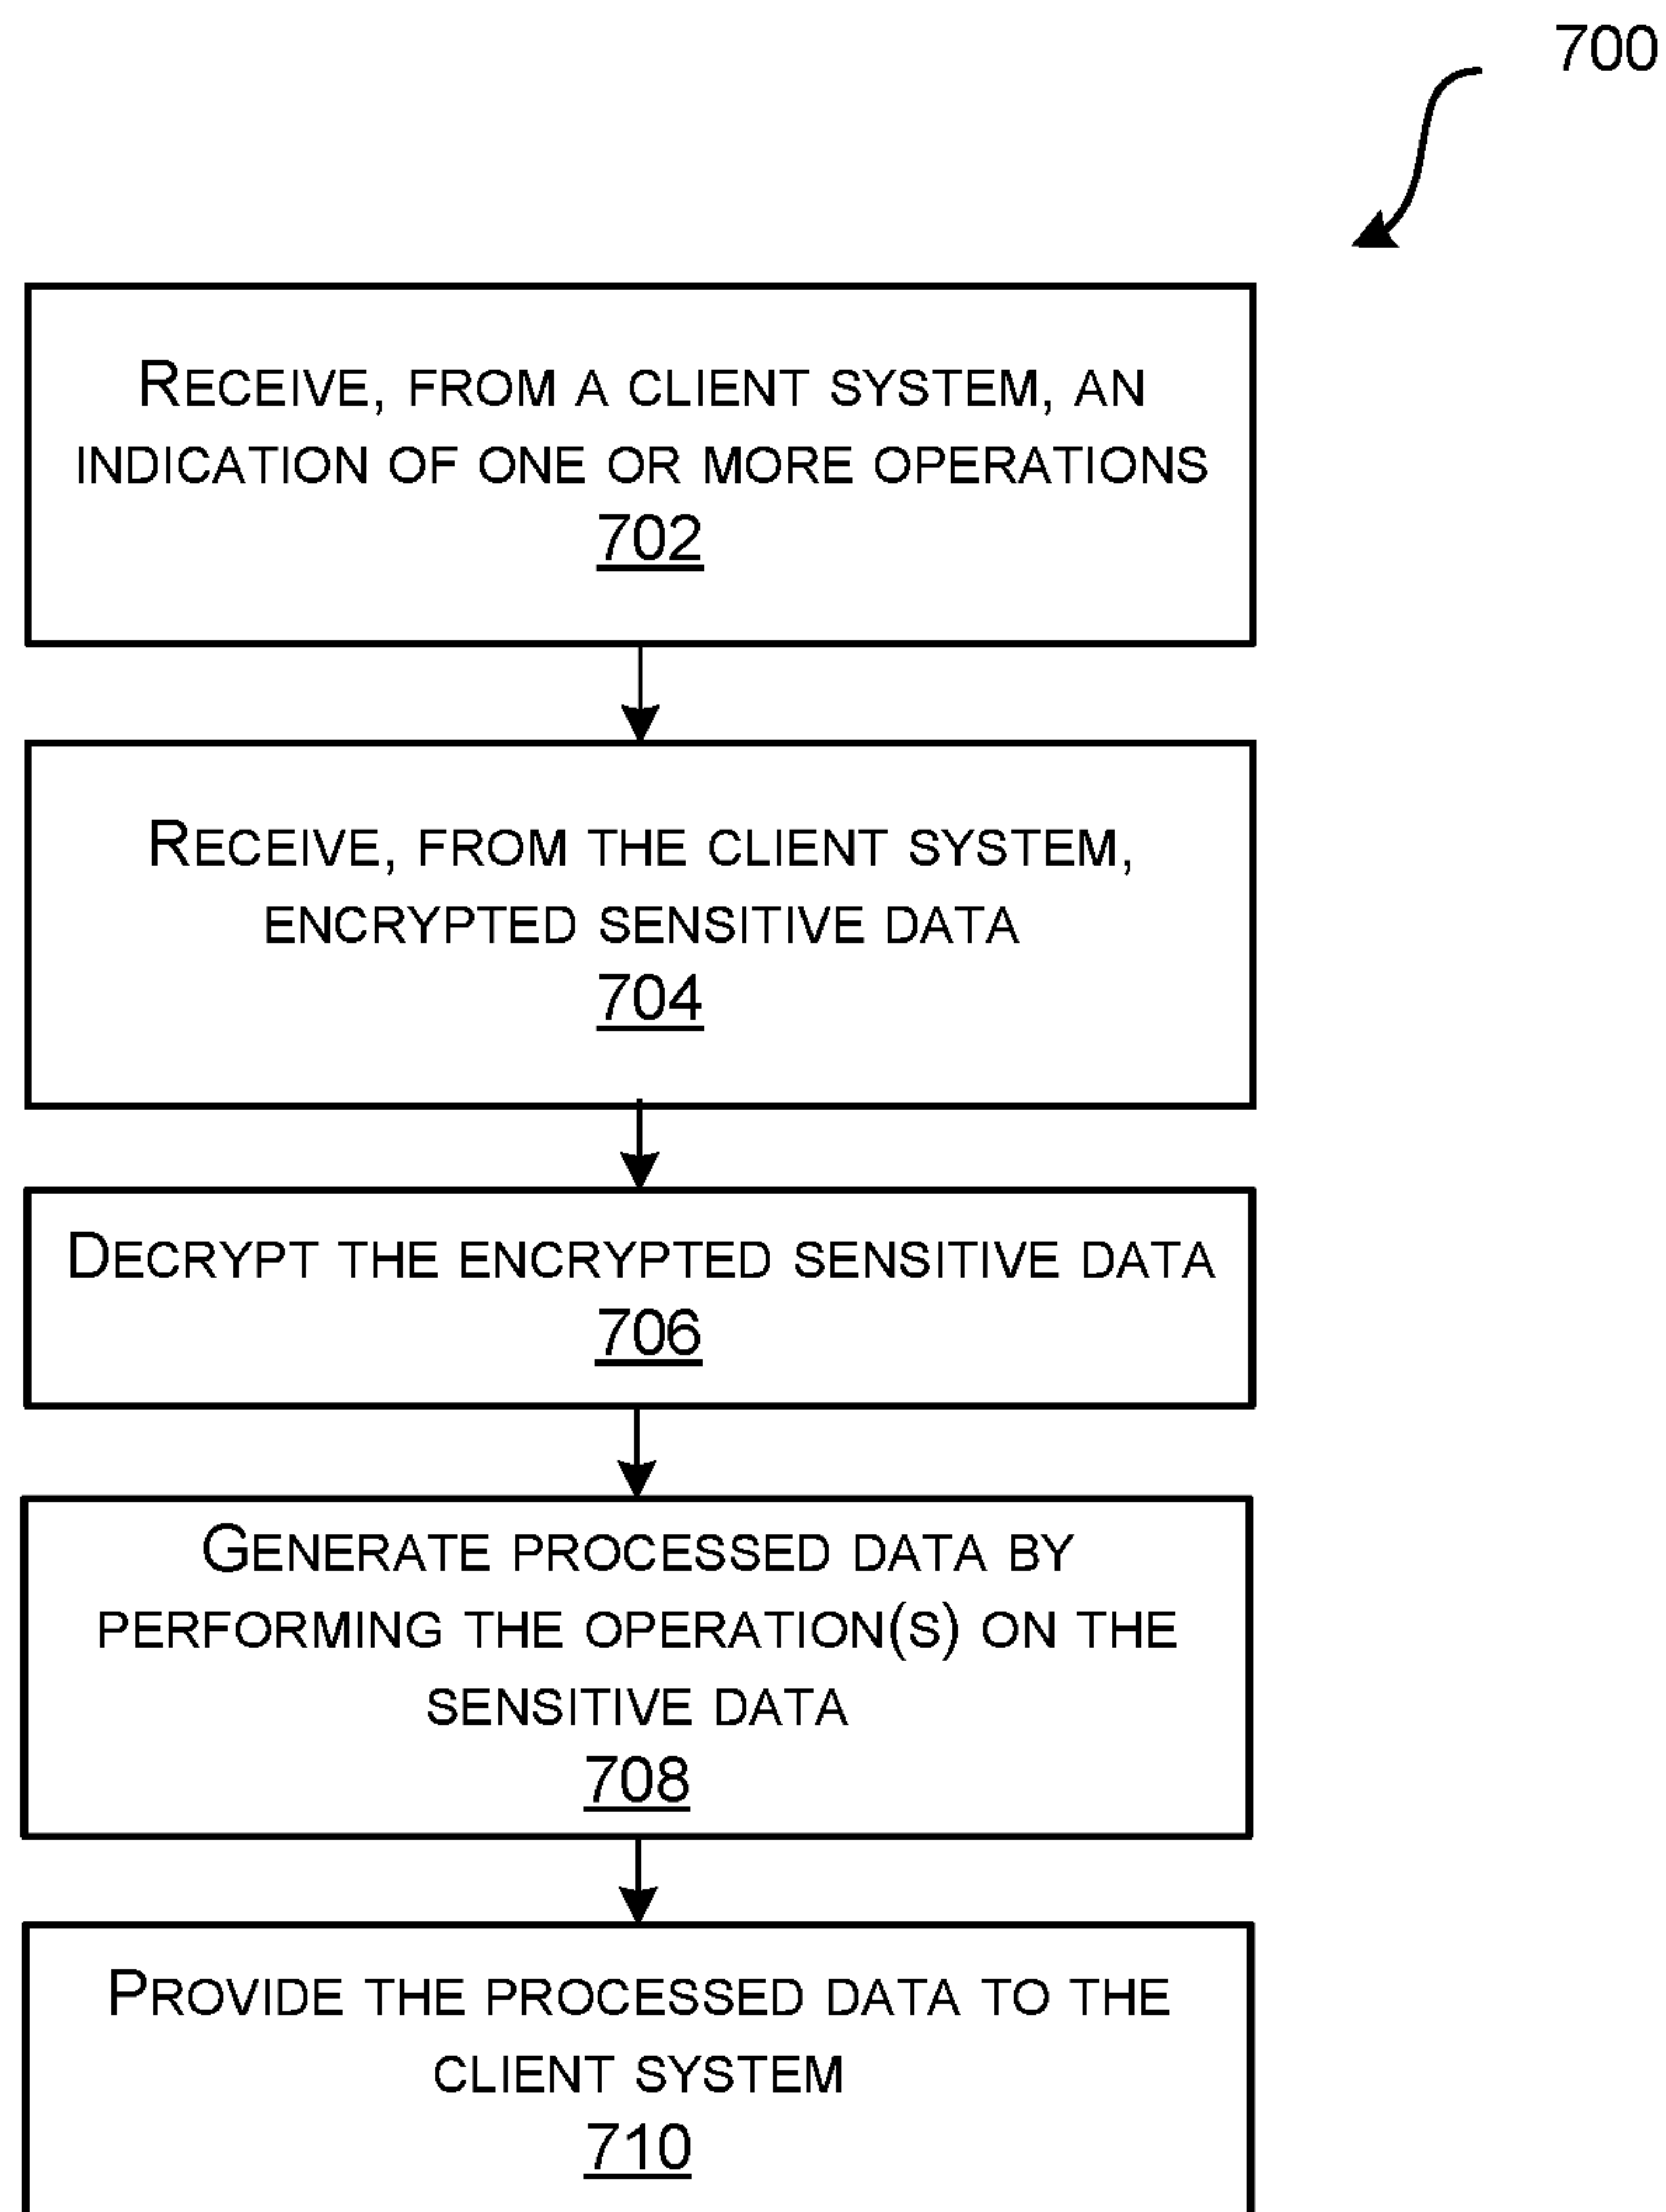 700
RECEIVE, FROM A CLIENT SYSTEM, AN
INDICATION OF ONE OR MORE OPERATIONS
702
RECEIVE, FROM THE CLIENT SYSTEM,
ENCRYPTED SENSITIVE DATA
704
DECRYPT THE ENCRYPTED SENSITIVE DATA
706
GENERATE PROCESSED DATA BY
PERFORMING THE OPERATION(S) ON THE
SENSITIVE DATA
708
PROVIDE THE PROCESSED DATA TO THE
CLIENT SYSTEM
710